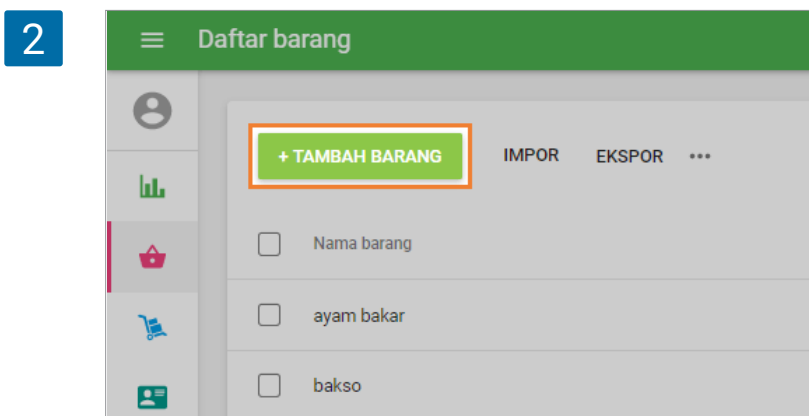 2
Daftar barang
+ TAMBAH BARANG IMPOR EKSPOR •••
Nama barang
ayam bakar
bakso